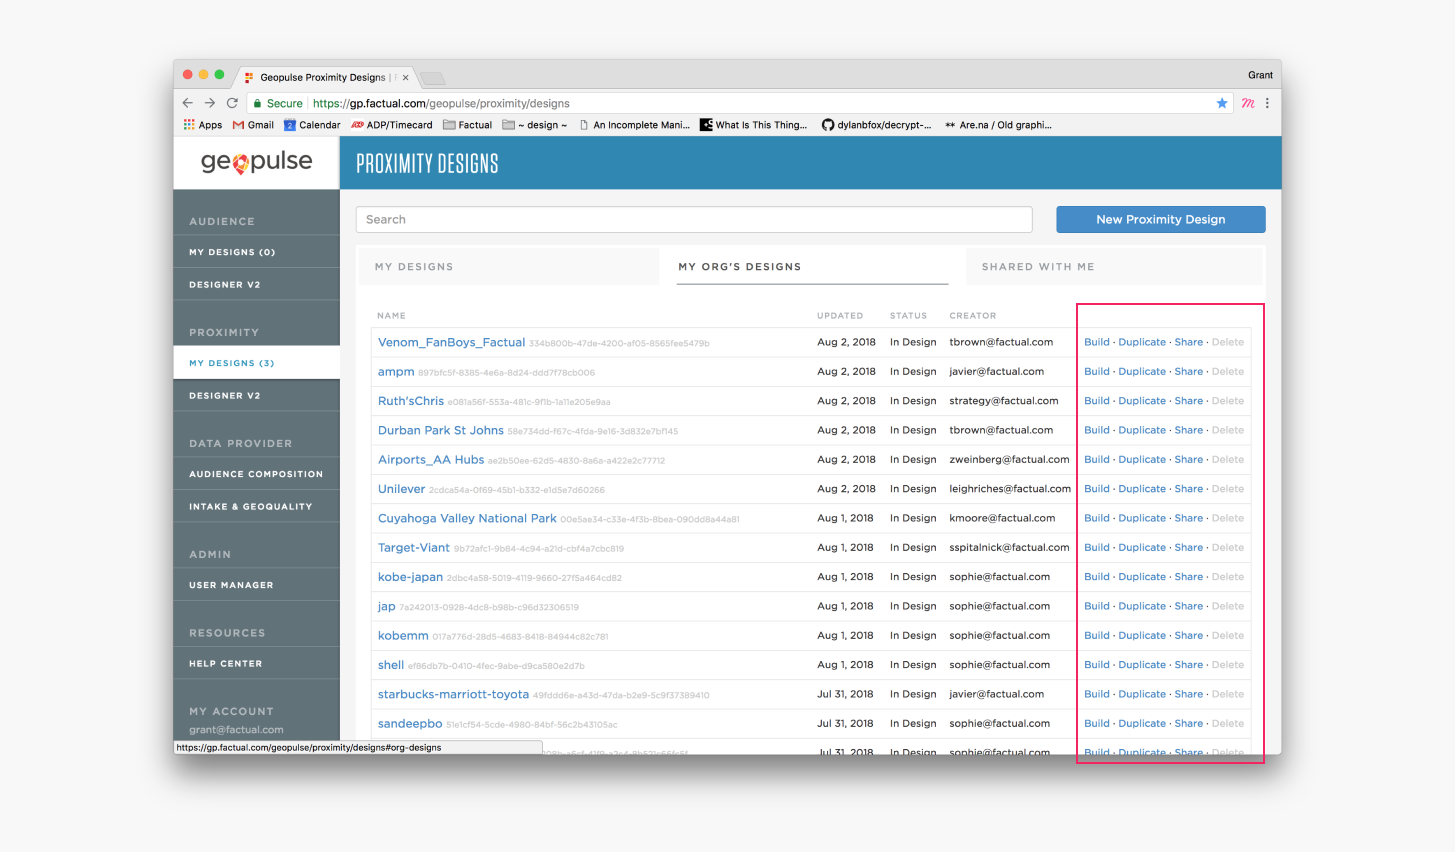 Geopulse Proximity Designs |
Grant
Secure https://gp.factual.com/geopulse/proximity/designs
Apps Gmail 2 Calendar ADP/Timecard Factual ~ design ~ An Incomplete Mani... What Is This Thing... dylanbfox/decrypt-... ** Are.na / Old graphi...
geopulse
PROXIMITY DESIGNS
AUDIENCE
MY DESIGNS (0)
DESIGNER V2
PROXIMITY
MY DESIGNS (3)
DESIGNER V2
DATA PROVIDER
AUDIENCE COMPOSITION
INTAKE & GEOQUALITY
ADMIN
USER MANAGER
RESOURCES
HELP CENTER
MY ACCOUNT
grant@factual.com
https://gp.factual.com/geopulse/proximity/designs#org-designs
Search
New Proximity Design
MY DESIGNS MY ORG'S DESIGNS SHARED WITH ME
NAME UPDATED STATUS CREATOR
Venom_FanBoys_Factual 334b800b-47de-4200-af05-8565fee5479b Aug 2, 2018 In Design tbrown@factual.com Build · Duplicate · Share · Delete
ampm 897bfc5f-8385-4e6a-8d24-ddd7f78cb006 Aug 2, 2018 In Design javier@factual.com Build · Duplicate · Share · Delete
Ruth'sChris e081a56f-553a-481c-9f1b-1a11e205e9aa Aug 2, 2018 In Design strategy@factual.com Build · Duplicate · Share · Delete
Durban Park St Johns 58e734dd-f67c-4fda-9e16-3d832e7bf145 Aug 2, 2018 In Design tbrown@factual.com Build · Duplicate · Share · Delete
Airports_AA Hubs ae2b50ee-62d5-4830-8a6a-a422e2c77712 Aug 2, 2018 In Design zweinberg@factual.com Build · Duplicate · Share · Delete
Unilever 2cdca54a-0f69-45b1-b332-e1d5e7d60266 Aug 2, 2018 In Design leighriches@factual.com Build · Duplicate · Share · Delete
Cuyahoga Valley National Park 00e5ae34-c33e-4f3b-8bea-090dd8a44a81 Aug 1, 2018 In Design kmoore@factual.com Build · Duplicate · Share · Delete
Target-Viant 9b72afc1-9b84-4c94-a21d-cbf4a7cbc819 Aug 1, 2018 In Design sspitalnick@factual.com Build · Duplicate · Share · Delete
kobe-japan 2dbc4a58-5019-4119-9660-27f5a464cd82 Aug 1, 2018 In Design sophie@factual.com Build · Duplicate · Share · Delete
jap 7a242013-0928-4dc8-b98b-c96d32306519 Aug 1, 2018 In Design sophie@factual.com Build · Duplicate · Share · Delete
kobemm 017a776d-28d5-4683-8418-84944c82c781 Aug 1, 2018 In Design sophie@factual.com Build · Duplicate · Share · Delete
shell ef86db7b-0410-4fec-9abe-d9ca580e2d7b Aug 1, 2018 In Design sophie@factual.com Build · Duplicate · Share · Delete
starbucks-marriott-toyota 49fddd6e-a43d-47da-b2e9-5c9f37389410 Jul 31, 2018 In Design javier@factual.com Build · Duplicate · Share · Delete
sandeepbo 51e1cf54-5cde-4980-84bf-56c2b43105ac Jul 31, 2018 In Design sophie@factual.com Build · Duplicate · Share · Delete
Jul 31, 2018 In Design sophie@factual.com Build · Duplicate · Share · Delete